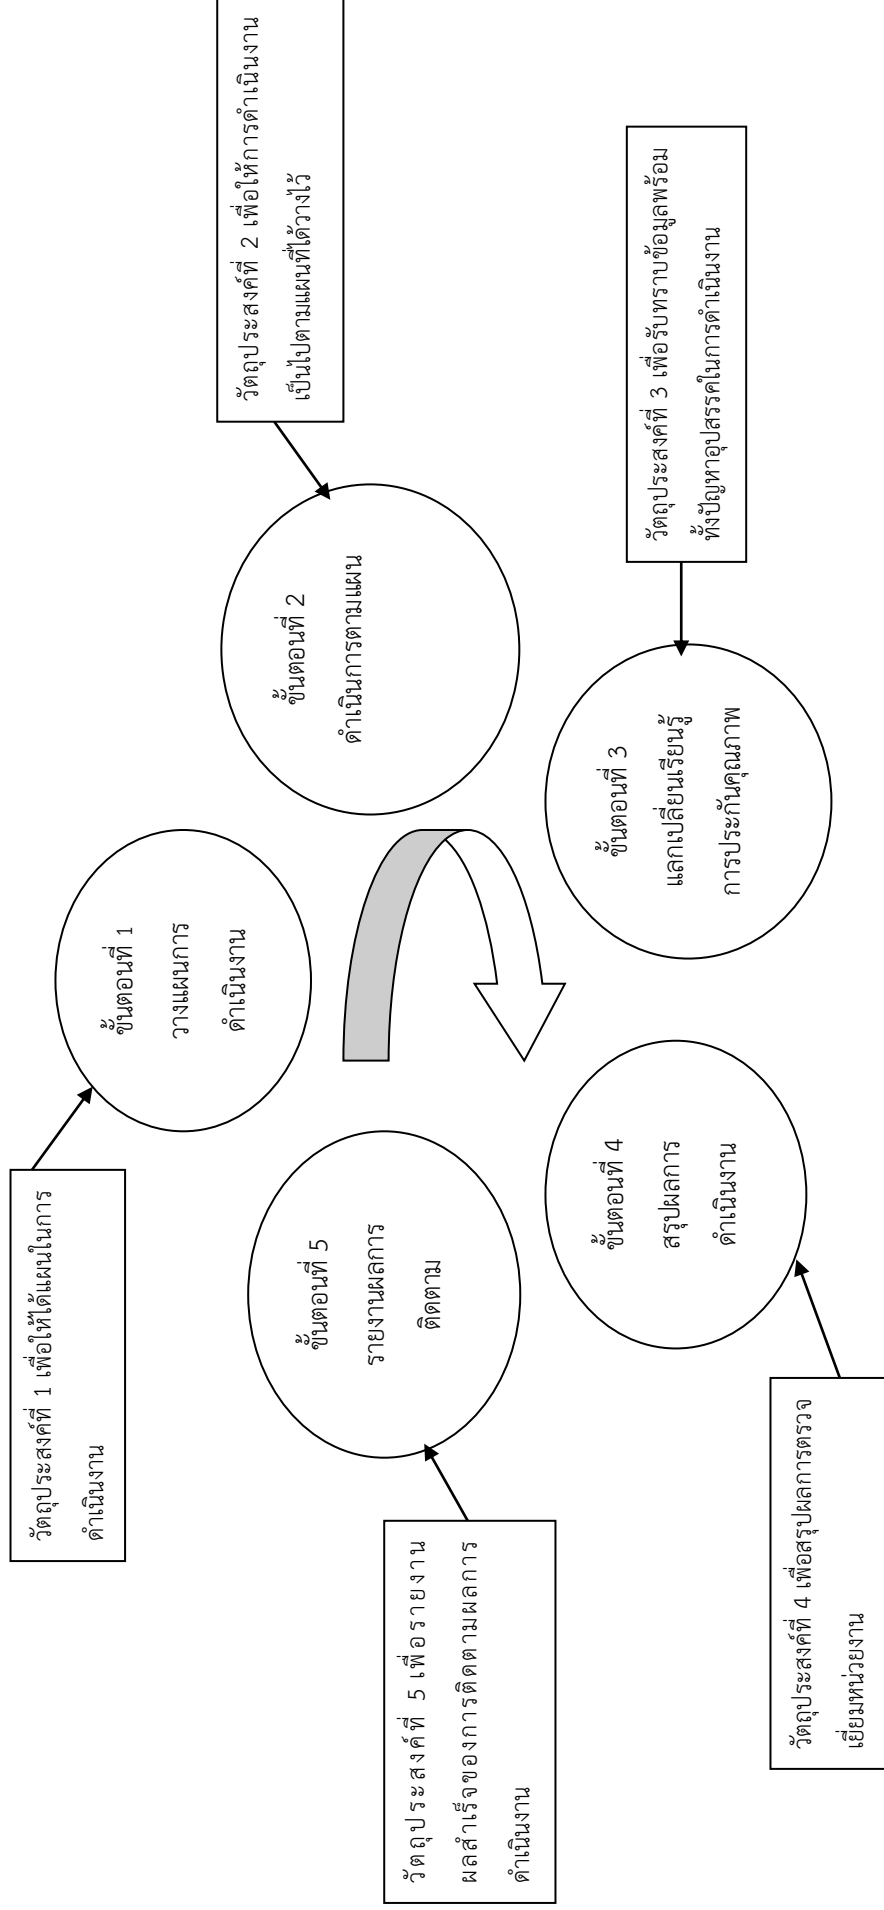 วัตถุประสงค์ที่ 1 เพื่อให้ได้แผนในการ
ดำเนินงาน
ขั้นตอนที่ 1
วางแผนการ
ดำเนินงาน
วัตถุประสงค์ที่ 2 เพื่อให้การดำเนินงาน
เป็นไปตามแผนที่ได้วางไว้
ขั้นตอนที่ 2
ดำเนินการตามแผน
วัตถุประสงค์ที่ 3 เพื่อรับทราบข้อมูลพร้อม
ทั้งปัญหาอุปสรรคในการดำเนินงาน
ขั้นตอนที่ 3
แลกเปลี่ยนเรียนรู้
การประกันคุณภาพ
วัตถุประสงค์ที่ 4 เพื่อสรุปผลการตรวจ
เยี่ยมหน่วยงาน
ขั้นตอนที่ 4
สรุปผลการ
ดำเนินงาน
วัตถุประสงค์ที่ 5 เพื่อรายงาน
ผลสำเร็จของการติดตามผลการ
ดำเนินงาน
ขั้นตอนที่ 5
รายงานผลการ
ติดตาม